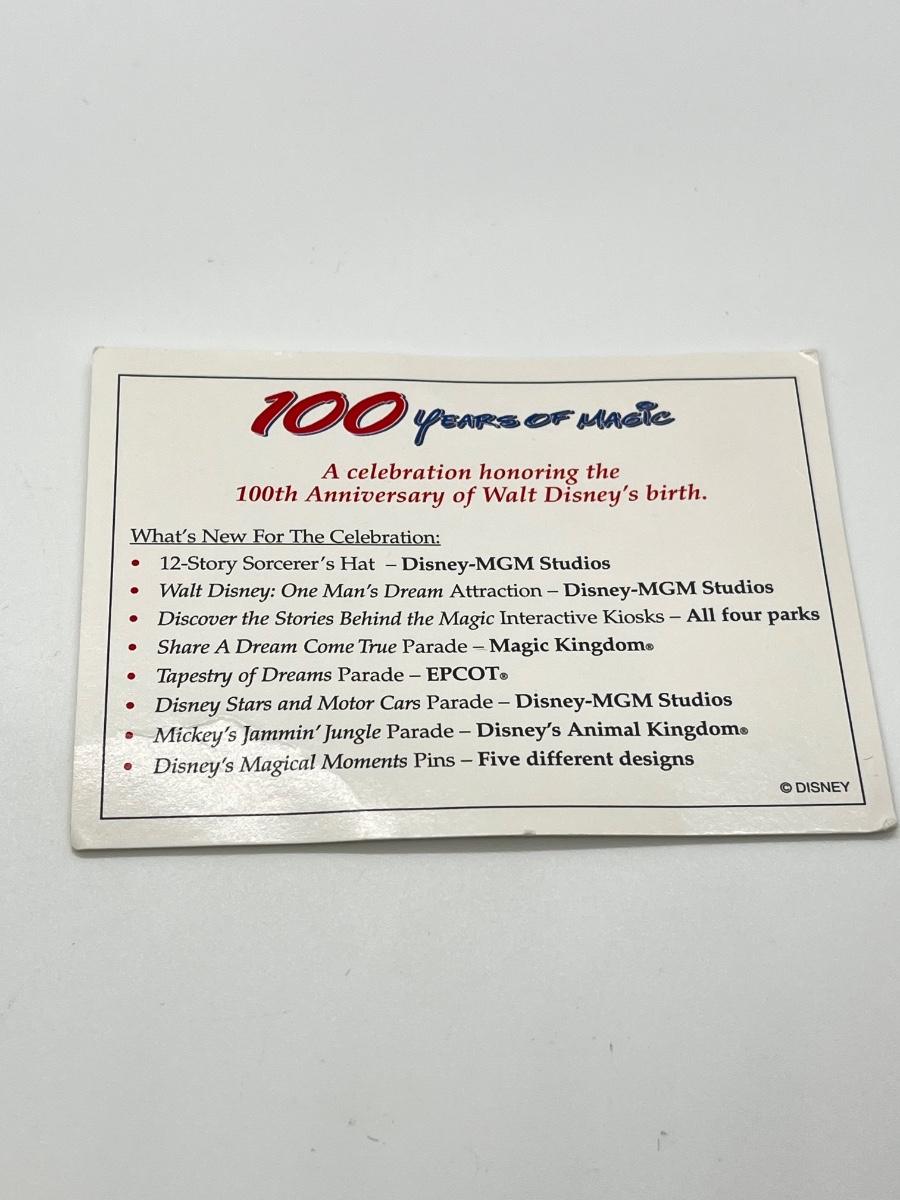 100 YEARS OF MAGIC
A celebration honoring the
100th Anniversary of Walt Disney's birth.
What's New For The Celebration:
• 12-Story Sorcerer's Hat – Disney-MGM Studios
• Walt Disney: One Man's Dream Attraction – Disney-MGM Studios
• Discover the Stories Behind the Magic Interactive Kiosks – All four parks
• Share A Dream Come True Parade – Magic Kingdom®
• Tapestry of Dreams Parade – EPCOT®
• Disney Stars and Motor Cars Parade – Disney-MGM Studios
• Mickey's Jammin' Jungle Parade – Disney's Animal Kingdom®
• Disney's Magical Moments Pins – Five different designs
© DISNEY